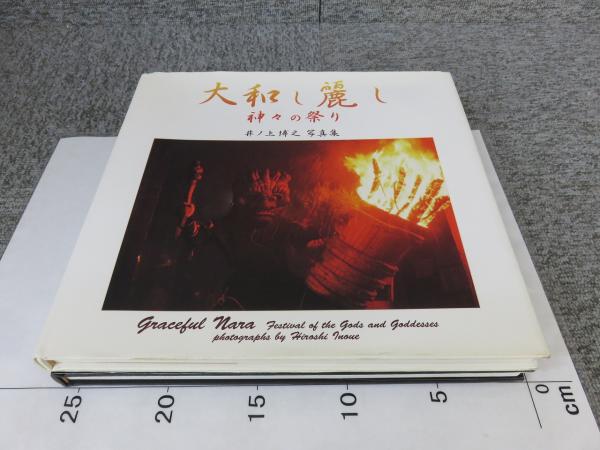 大和し麗し
神々の祭り
井ノ上博之 写真集
Graceful Nara Festival of the Gods and Goddesses
photographs by Hiroshi Inoue
25 20 15 10 5 0 cm